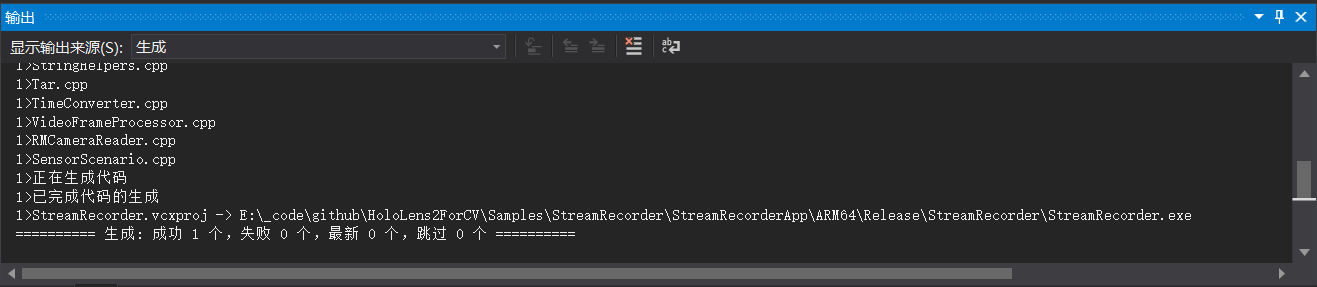 输出
显示输出来源(S): 生成
1>StringHelpers.cpp
1>Tar.cpp
1>TimeConverter.cpp
1>VideoFrameProcessor.cpp
1>RMCameraReader.cpp
1>SensorScenario.cpp
1>正在生成代码
1>已完成代码的生成
1>StreamRecorder.vcxproj -> E:\_code\github\HoloLens2ForCV\Samples\StreamRecorder\StreamRecorderApp\ARM64\Release\StreamRecorder\StreamRecorder.exe
========== 生成: 成功 1 个，失败 0 个，最新 0 个，跳过 0 个 ==========